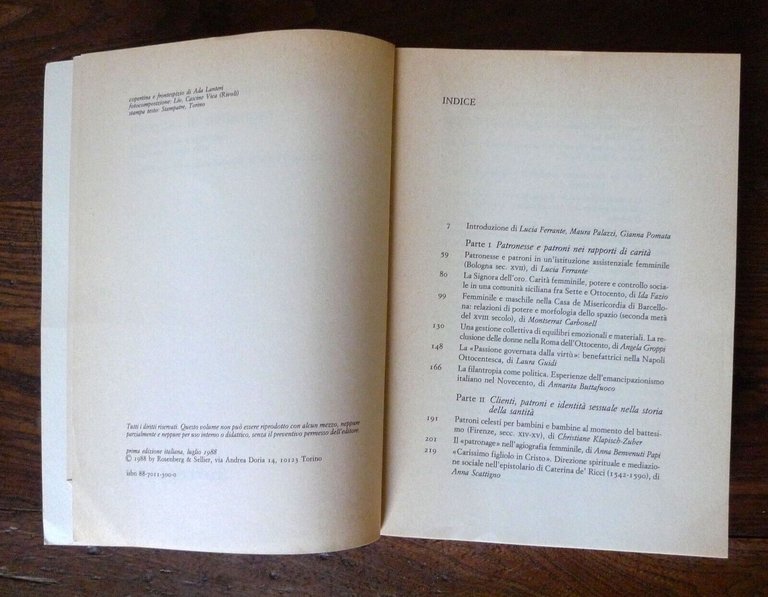 copertina e frontespizio di Ada Lanteri
fotocomposizione: Lìv, Cascine Vica (Rivoli)
stampa testo: Stampatre, Torino
Tutti i diritti riservati. Questo volume non può essere riprodotto con alcun mezzo, neppure
parzialmente e neppure per uso interno o didattico, senza il preventivo permesso dell'editore.
prima edizione italiana, luglio 1988
© 1988 by Rosenberg & Sellier, via Andrea Doria 14, 10123 Torino
isbn 88-7011-300-0
INDICE
7 Introduzione di Lucia Ferrante, Maura Palazzi, Gianna Pomata
Parte I Patronesse e patroni nei rapporti di carità
59 Patronesse e patroni in un'istituzione assistenziale femminile
(Bologna sec. XVII), di Lucia Ferrante
80 La Signora dell'oro. Carità femminile, potere e controllo socia-
le in una comunità siciliana fra Sette e Ottocento, di Ida Fazio
99 Femminile e maschile nella Casa de Misericordia di Barcello-
na: relazioni di potere e morfologia dello spazio (seconda metà
del XVIII secolo), di Montserrat Carbonell
130 Una gestione collettiva di equilibri emozionali e materiali. La re-
clusione delle donne nella Roma dell'Ottocento, di Angela Groppi
148 La «Passione governata dalla virtù»: benefattrici nella Napoli
Ottocentesca, di Laura Guidi
166 La filantropia come politica. Esperienze dell'emancipazionismo
italiano nel Novecento, di Annarita Buttafuoco
Parte II Clienti, patroni e identità sessuale nella storia
della santità
191 Patroni celesti per bambini e bambine al momento del battesi-
mo (Firenze, secc. XIV-XV), di Christiane Klapisch-Zuber
201 Il «patronage» nell'agiografia femminile, di Anna Benvenuti Papi
219 «Carissimo figliolo in Cristo». Direzione spirituale e mediazio-
ne sociale nell'epistolario di Caterina de' Ricci (1542-1590), di
Anna Scattigno